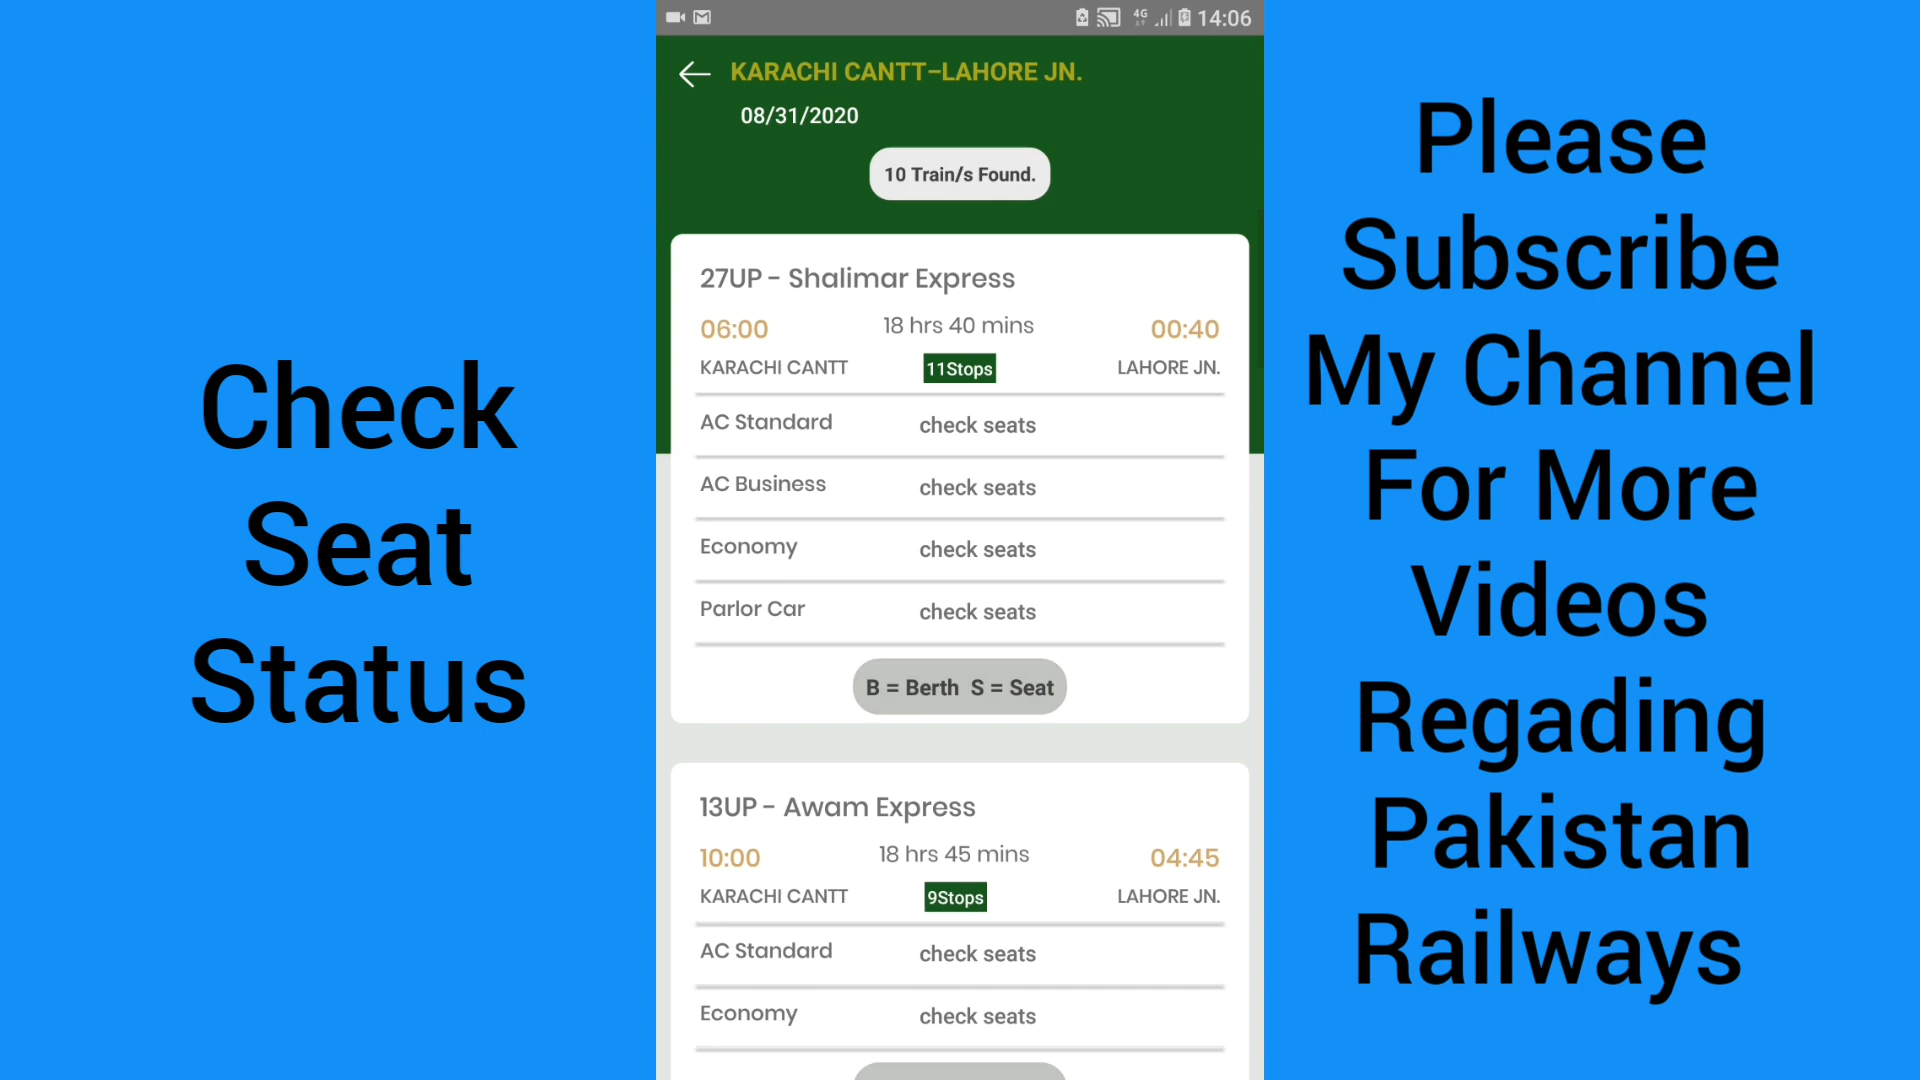 Check
Seat
Status
4G
14:06
KARACHI CANTT–LAHORE JN.
08/31/2020
10 Train/s Found.
27UP - Shalimar Express
06:00 18 hrs 40 mins 00:40
KARACHI CANTT 11Stops LAHORE JN.
AC Standard check seats
AC Business check seats
Economy check seats
Parlor Car check seats
B = Berth S = Seat
13UP - Awam Express
10:00 18 hrs 45 mins 04:45
KARACHI CANTT 9Stops LAHORE JN.
AC Standard check seats
Economy check seats
Please
Subscribe
My Channel
For More
Videos
Regading
Pakistan
Railways